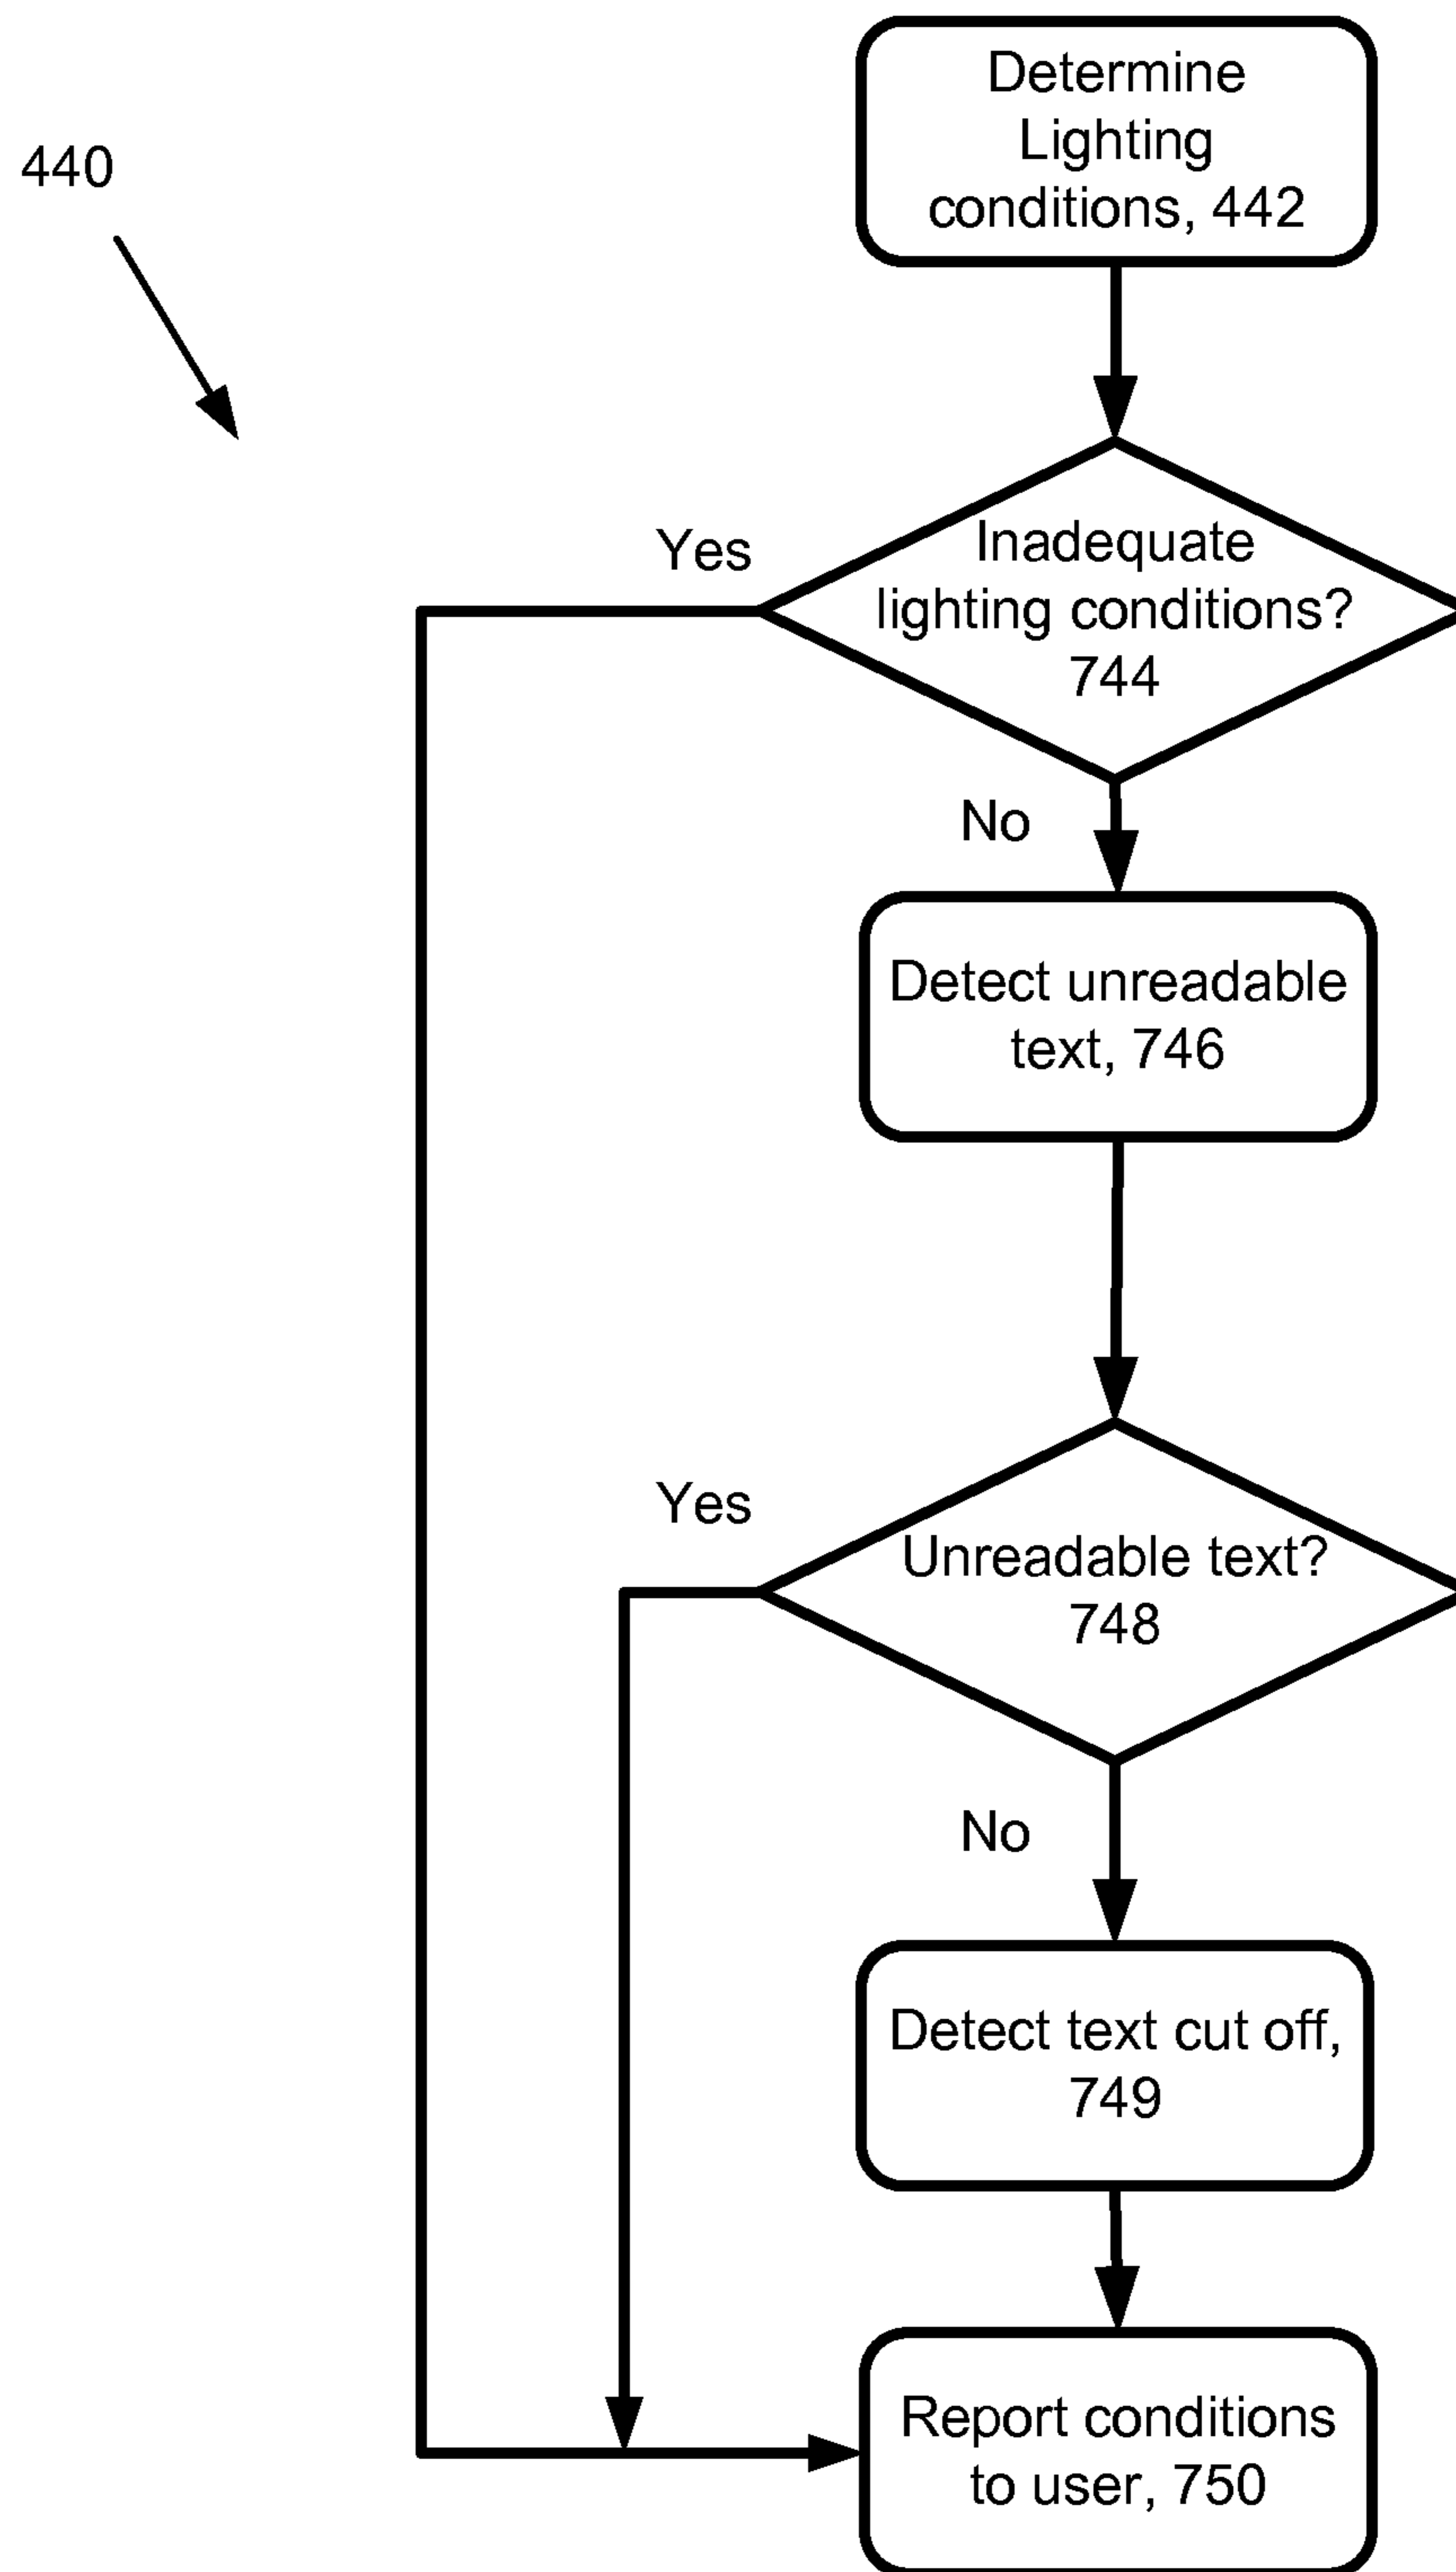 440
Determine
Lighting
conditions, 442
Yes
Inadequate
lighting conditions?
744
No
Detect unreadable
text, 746
Yes
Unreadable text?
748
No
Detect text cut off,
749
Report conditions
to user, 750